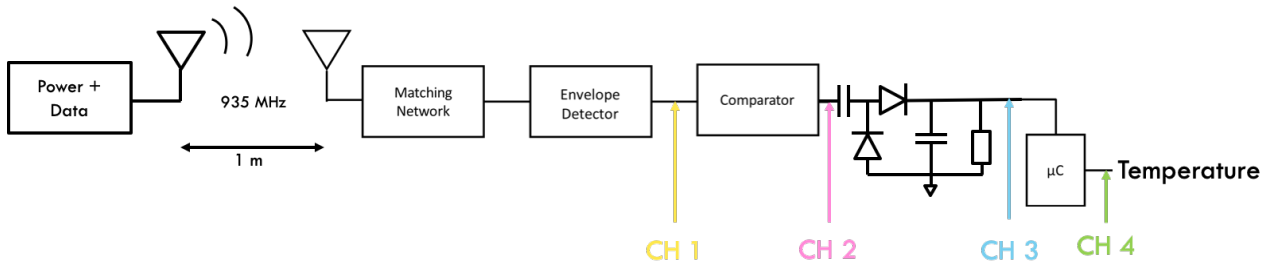 Power +
Data
935 MHz
1 m
Matching
Network
Envelope
Detector
Comparator
µC
Temperature
CH 1
CH 2
CH 3
CH 4